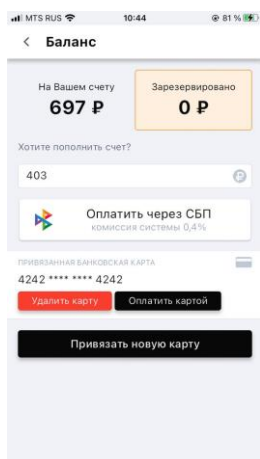 MTS RUS 10:44 81 %
Баланс
На Вашем счету
697 ₽
Зарезервировано
0 ₽
Хотите пополнить счет?
403 ₽
Оплатить через СБП
комиссия системы 0,4%
ПРИВЯЗАННАЯ БАНКОВСКАЯ КАРТА
4242 **** **** 4242
Удалить карту Оплатить картой
Привязать новую карту